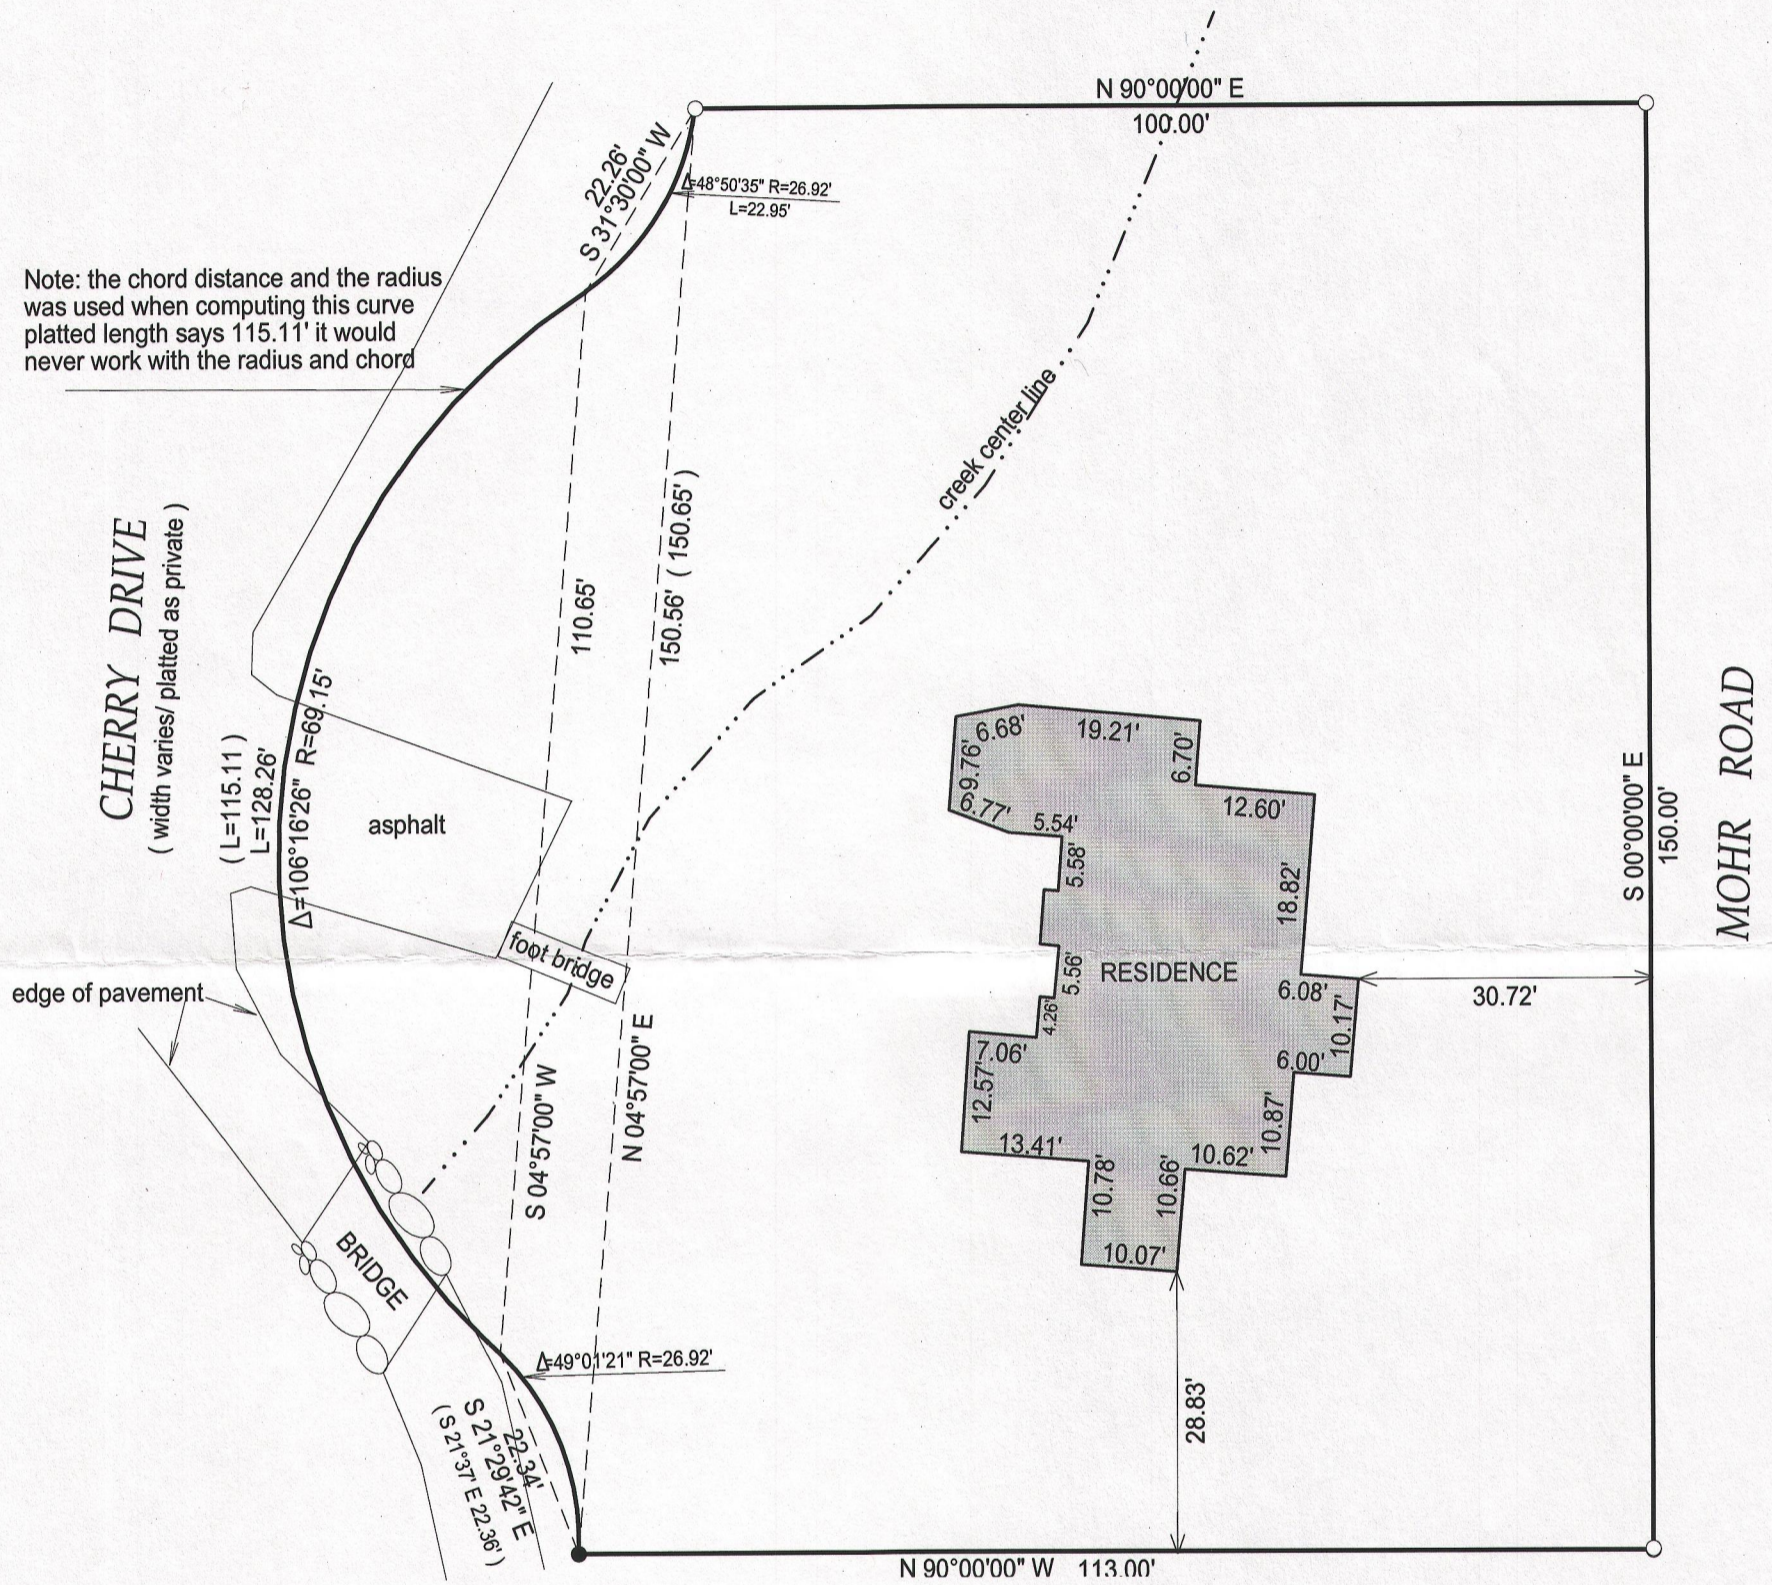 N 90°00'00" E
100.00'
22.26'
S 31°30'00" W
Δ=48°50'35" R=26.92'
L=22.95'
Note: the chord distance and the radius
was used when computing this curve
platted length says 115.11' it would
never work with the radius and chord
creek center line
CHERRY DRIVE
( width varies/ platted as private )
110.65'
150.56' ( 150.65' )
( L=115.11 )
L=128.26'
Δ=106°16'26" R=69.15'
asphalt
foot bridge
edge of pavement
BRIDGE
S 04°57'00" W
N 04°57'00" E
6.68'
19.21'
6.70'
69.76'
6.77'
5.54'
12.60'
5.58'
18.82'
RESIDENCE
5.56'
4.26'
6.08'
10.17'
30.72'
7.06'
12.57'
6.00'
10.87'
13.41'
10.78'
10.66'
10.62'
10.07'
28.83'
S 00°00'00" E
150.00'
MOHR ROAD
Δ=49°01'21" R=26.92'
22.34'
S 21°29'42" E
( S 21°37' E 22.36' )
N 90°00'00" W 113.00'